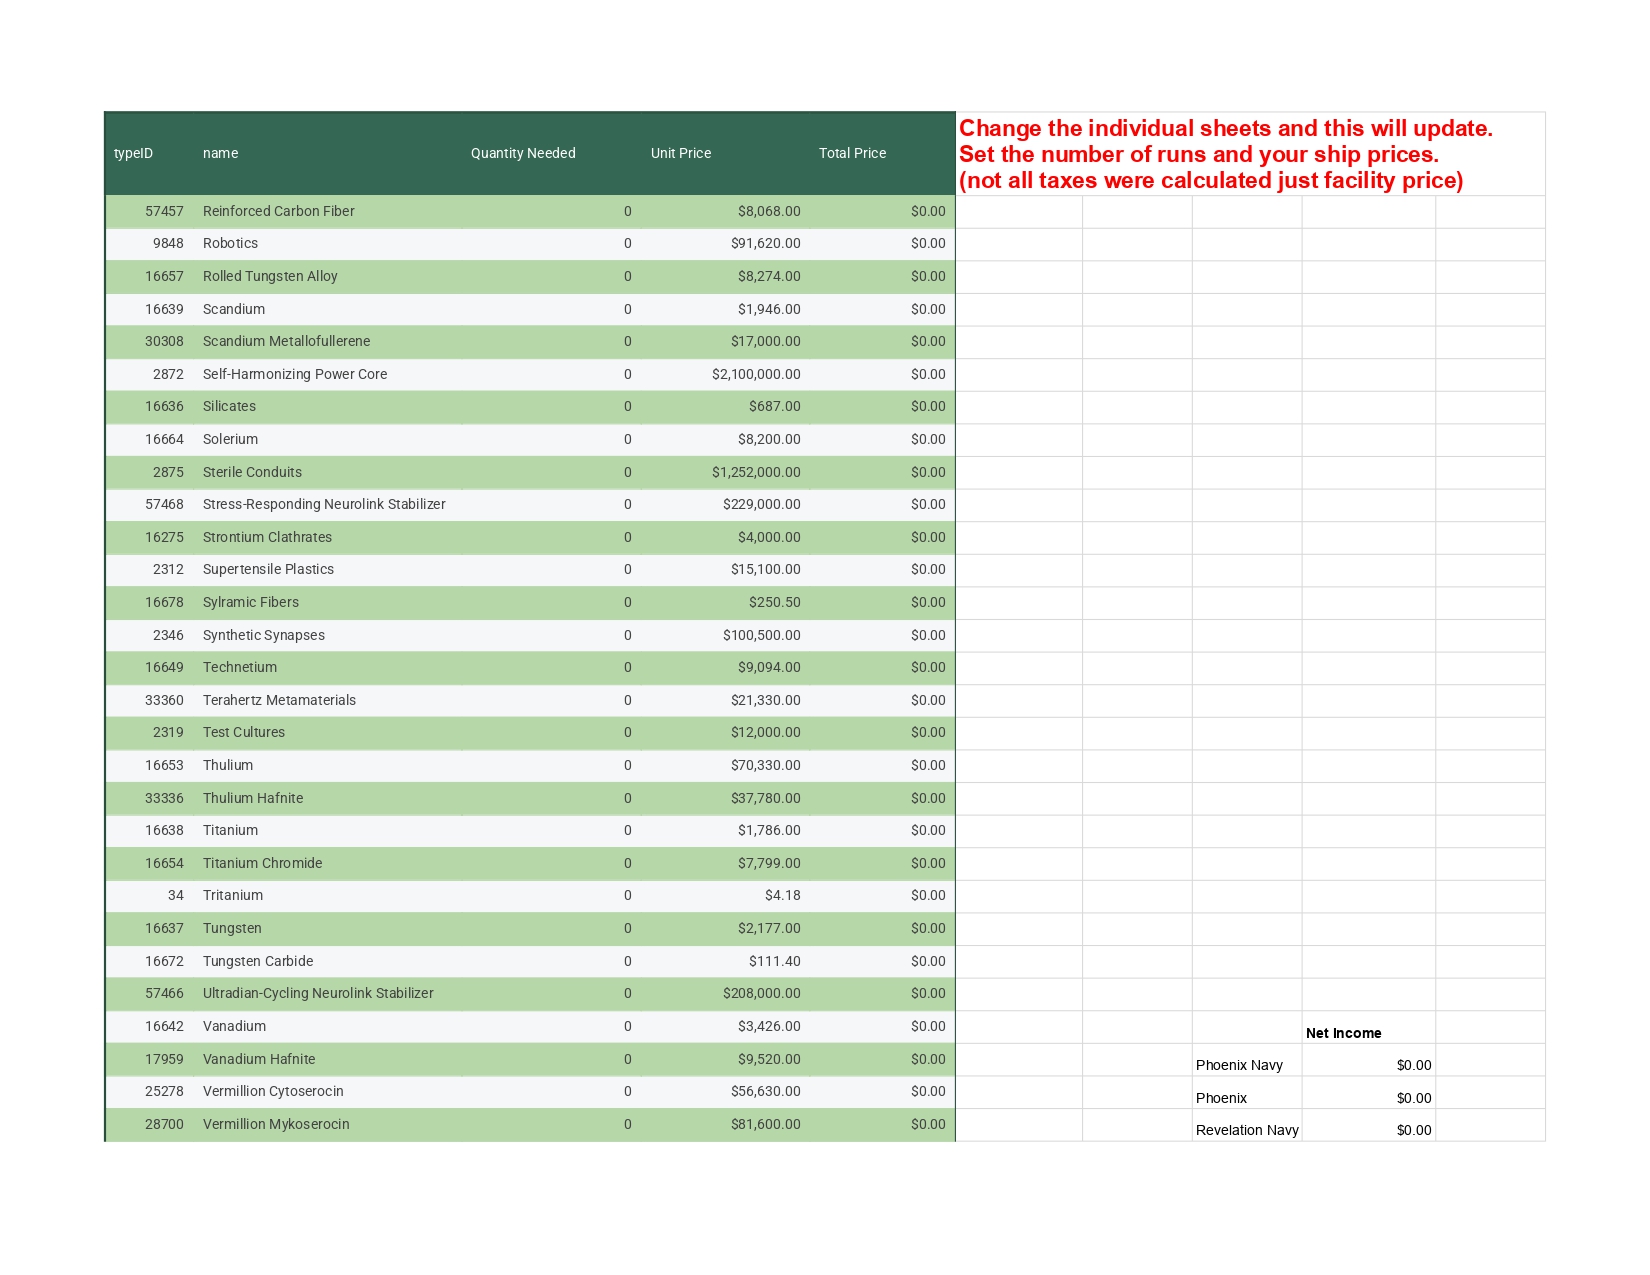 typeID name Quantity Needed Unit Price Total Price
Change the individual sheets and this will update.
Set the number of runs and your ship prices.
(not all taxes were calculated just facility price)
57457 Reinforced Carbon Fiber 0 $8,068.00 $0.00
9848 Robotics 0 $91,620.00 $0.00
16657 Rolled Tungsten Alloy 0 $8,274.00 $0.00
16639 Scandium 0 $1,946.00 $0.00
30308 Scandium Metallofullerene 0 $17,000.00 $0.00
2872 Self-Harmonizing Power Core 0 $2,100,000.00 $0.00
16636 Silicates 0 $687.00 $0.00
16664 Solerium 0 $8,200.00 $0.00
2875 Sterile Conduits 0 $1,252,000.00 $0.00
57468 Stress-Responding Neurolink Stabilizer 0 $229,000.00 $0.00
16275 Strontium Clathrates 0 $4,000.00 $0.00
2312 Supertensile Plastics 0 $15,100.00 $0.00
16678 Sylramic Fibers 0 $250.50 $0.00
2346 Synthetic Synapses 0 $100,500.00 $0.00
16649 Technetium 0 $9,094.00 $0.00
33360 Terahertz Metamaterials 0 $21,330.00 $0.00
2319 Test Cultures 0 $12,000.00 $0.00
16653 Thulium 0 $70,330.00 $0.00
33336 Thulium Hafnite 0 $37,780.00 $0.00
16638 Titanium 0 $1,786.00 $0.00
16654 Titanium Chromide 0 $7,799.00 $0.00
34 Tritanium 0 $4.18 $0.00
16637 Tungsten 0 $2,177.00 $0.00
16672 Tungsten Carbide 0 $111.40 $0.00
57466 Ultradian-Cycling Neurolink Stabilizer 0 $208,000.00 $0.00
16642 Vanadium 0 $3,426.00 $0.00 Net Income
17959 Vanadium Hafnite 0 $9,520.00 $0.00 Phoenix Navy $0.00
25278 Vermillion Cytoserocin 0 $56,630.00 $0.00 Phoenix $0.00
28700 Vermillion Mykoserocin 0 $81,600.00 $0.00 Revelation Navy $0.00